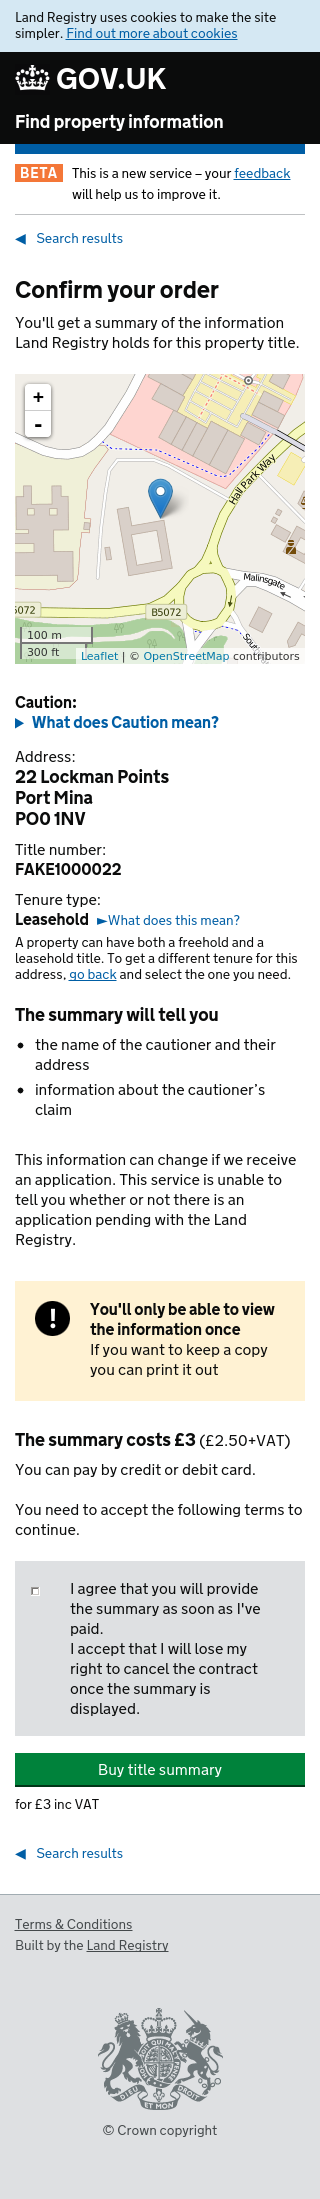 Land Registry uses cookies to make the site
simpler. Find out more about cookies
GOV.UK
Find property information
BETA This is a new service – your feedback
will help us to improve it.
◀ Search results
Confirm your order
You'll get a summary of the information
Land Registry holds for this property title.
+
-
Hall Park Way
Malinsgate
B5072
5072
100 m
300 ft
Leaflet | © OpenStreetMap contributors
Caution:
▶ What does Caution mean?
Address:
22 Lockman Points
Port Mina
PO0 1NV
Title number:
FAKE1000022
Tenure type:
Leasehold ►What does this mean?
A property can have both a freehold and a
leasehold title. To get a different tenure for this
address, go back and select the one you need.
The summary will tell you
• the name of the cautioner and their
address
• information about the cautioner’s
claim
This information can change if we receive
an application. This service is unable to
tell you whether or not there is an
application pending with the Land
Registry.
! You'll only be able to view
the information once
If you want to keep a copy
you can print it out
The summary costs £3 (£2.50+VAT)
You can pay by credit or debit card.
You need to accept the following terms to
continue.
I agree that you will provide
the summary as soon as I've
paid.
I accept that I will lose my
right to cancel the contract
once the summary is
displayed.
Buy title summary
for £3 inc VAT
◀ Search results
Terms & Conditions
Built by the Land Registry
DIEU ET MON DROIT
© Crown copyright